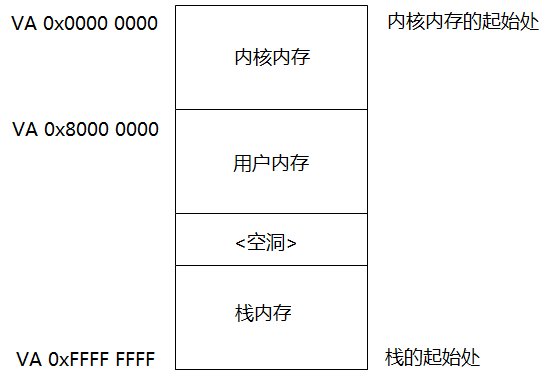 VA 0x0000 0000
内核内存的起始处
内核内存
VA 0x8000 0000
用户内存
<空洞>
栈内存
VA 0xFFFF FFFF
栈的起始处